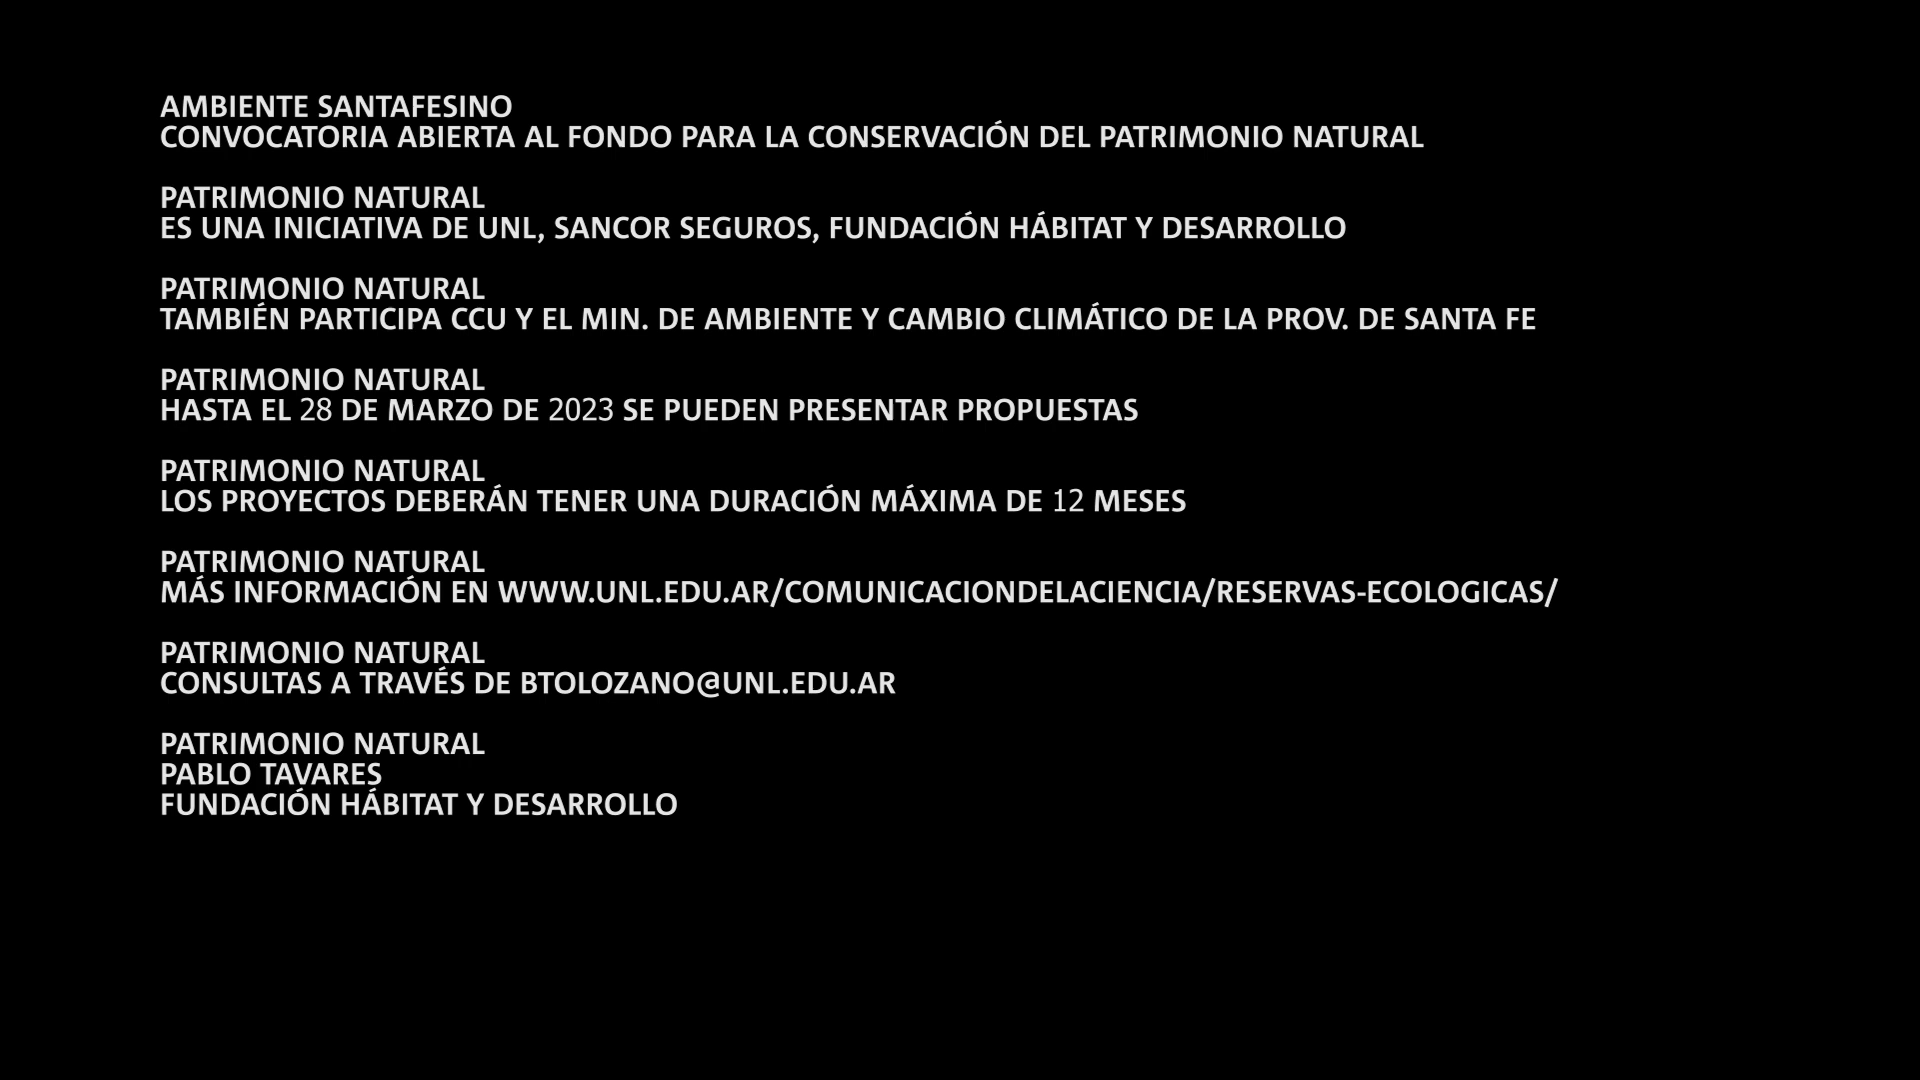 AMBIENTE SANTAFESINO
CONVOCATORIA ABIERTA AL FONDO PARA LA CONSERVACIÓN DEL PATRIMONIO NATURAL
PATRIMONIO NATURAL
ES UNA INICIATIVA DE UNL, SANCOR SEGUROS, FUNDACIÓN HÁBITAT Y DESARROLLO
PATRIMONIO NATURAL
TAMBIÉN PARTICIPA CCU Y EL MIN. DE AMBIENTE Y CAMBIO CLIMÁTICO DE LA PROV. DE SANTA FE
PATRIMONIO NATURAL
HASTA EL 28 DE MARZO DE 2023 SE PUEDEN PRESENTAR PROPUESTAS
PATRIMONIO NATURAL
LOS PROYECTOS DEBERÁN TENER UNA DURACIÓN MÁXIMA DE 12 MESES
PATRIMONIO NATURAL
MÁS INFORMACIÓN EN WWW.UNL.EDU.AR/COMUNICACIONDELACIENCIA/RESERVAS-ECOLOGICAS/
PATRIMONIO NATURAL
CONSULTAS A TRAVÉS DE BTOLOZANO@UNL.EDU.AR
PATRIMONIO NATURAL
PABLO TAVARES
FUNDACIÓN HÁBITAT Y DESARROLLO